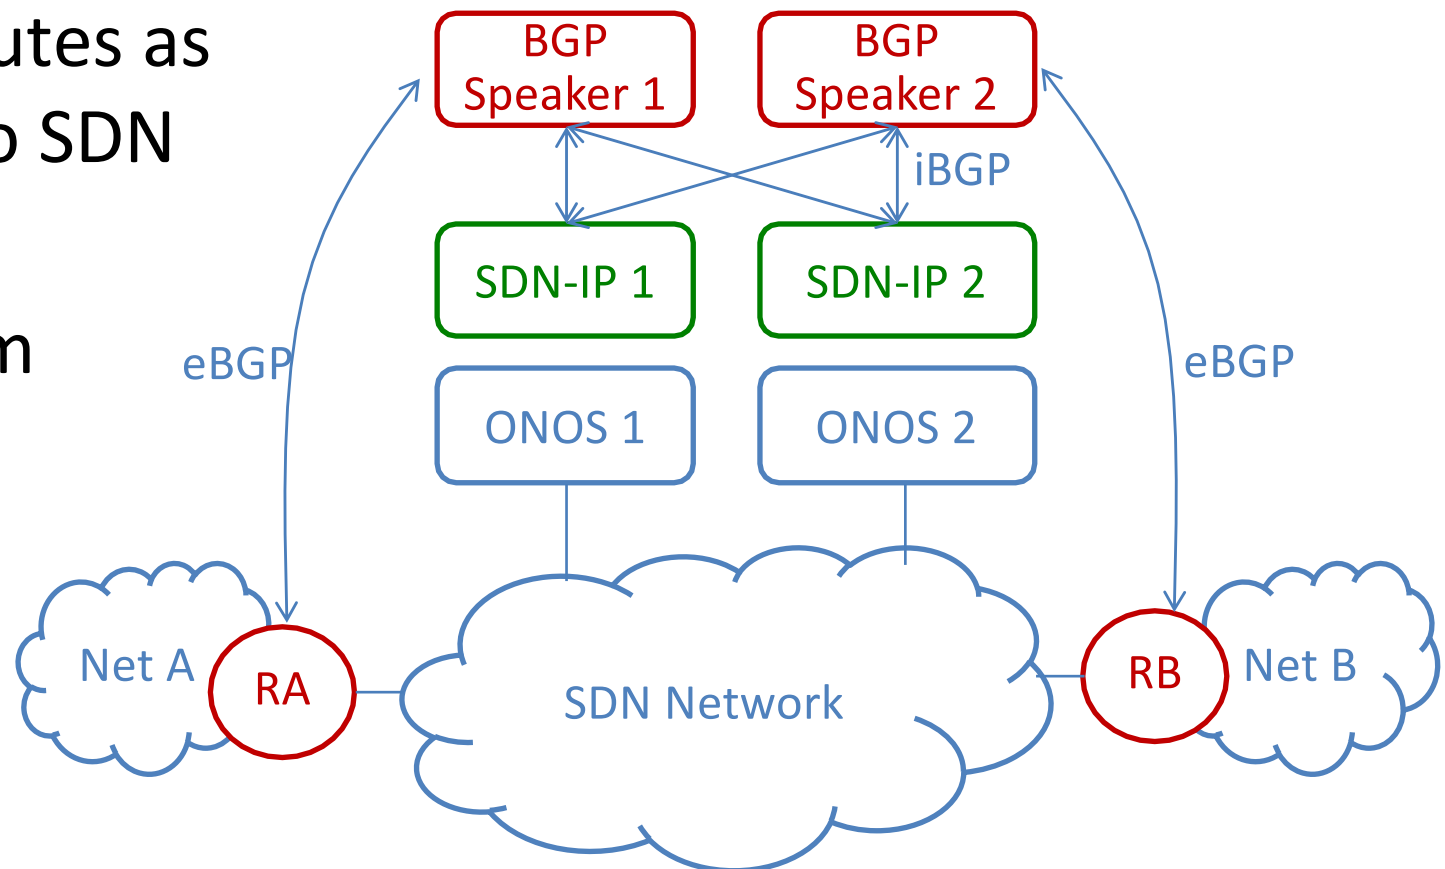 utes as
BGP
Speaker 1
BGP
Speaker 2
SDN
iBGP
SDN-IP 1
SDN-IP 2
m
eBGP
eBGP
ONOS 1
ONOS 2
Net A
RA
SDN Network
RB
Net B